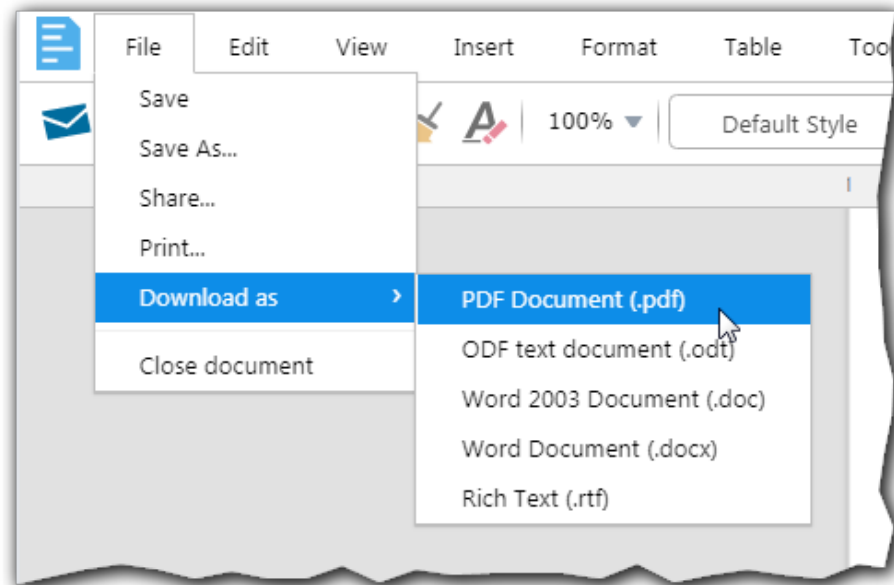 File Edit View Insert Format Table
Save
100% Default Style
Save As...
Share...
Print...
Download as
PDF Document (.pdf)
ODF text document (.odt)
Close document
Word 2003 Document (.doc)
Word Document (.docx)
Rich Text (.rtf)